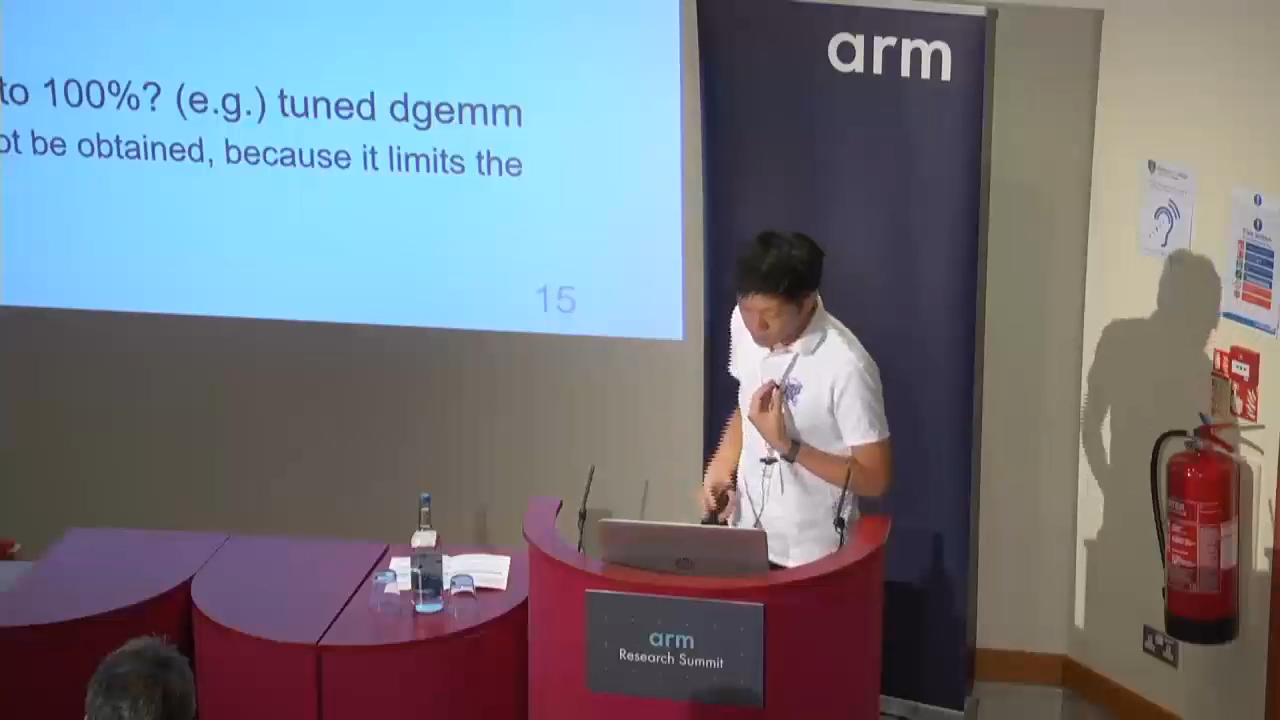 to 100%? (e.g.) tuned dgemm
ot be obtained, because it limits the
15
arm
arm
Research Summit